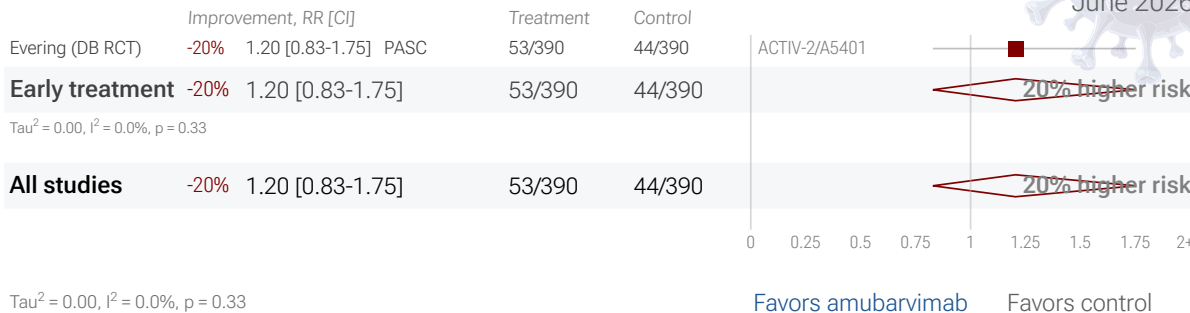 June 2026
Improvement, RR [CI] Treatment Control
Evering (DB RCT) -20% 1.20 [0.83-1.75] PASC 53/390 44/390 ACTIV-2/A5401
Early treatment -20% 1.20 [0.83-1.75] 53/390 44/390 20% higher risk
Tau² = 0.00, I² = 0.0%, p = 0.33
All studies -20% 1.20 [0.83-1.75] 53/390 44/390 20% higher risk
0 0.25 0.5 0.75 1 1.25 1.5 1.75 2+
Tau² = 0.00, I² = 0.0%, p = 0.33 Favors amubarvimab Favors control